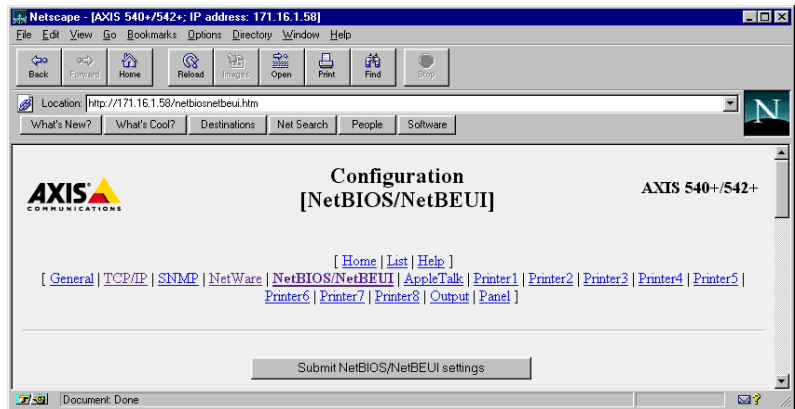 Netscape - [AXIS 540+/542+; IP address: 171.16.1.58]
File Edit View Go Bookmarks Options Directory Window Help
Back Forward Home Reload Images Open Print Find Stop
Location: http://171.16.1.58/netbiosnetbeui.htm
What's New? What's Cool? Destinations Net Search People Software
N
AXIS
COMMUNICATIONS
Configuration
[NetBIOS/NetBEUI]
AXIS 540+/542+
[ Home | List | Help ]
[ General | TCP/IP | SNMP | NetWare | NetBIOS/NetBEUI | AppleTalk | Printer1 | Printer2 | Printer3 | Printer4 | Printer5 |
Printer6 | Printer7 | Printer8 | Output | Panel ]
Submit NetBIOS/NetBEUI settings
Document: Done